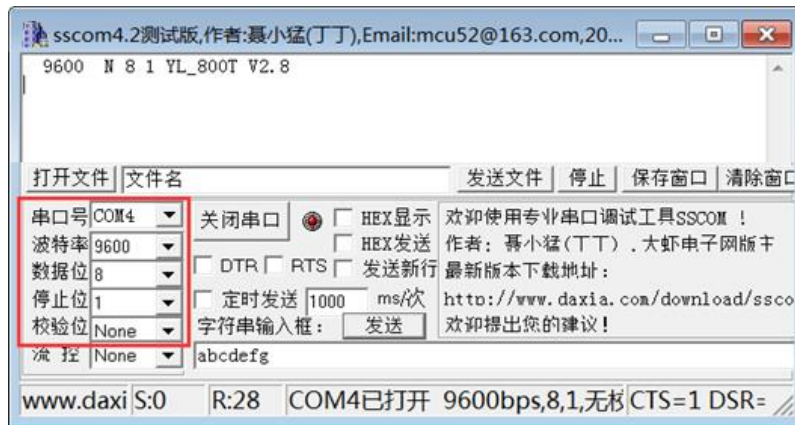 sscom4.2测试版,作者:聂小猛(丁丁),Email:mcu52@163.com,20...
9600 N 8 1 YL_800T V2.8
打开文件 文件名 发送文件 停止 保存窗口 清除窗口
串口号 COM4 关闭串口 HEX显示 欢迎使用专业串口调试工具SSCOM !
波特率 9600 HEX发送 作者: 聂小猛(丁丁).大虾电子网版主
数据位 8 DTR RTS 发送新行 最新版本下载地址:
停止位 1 定时发送 1000 ms/次 http://www.daxia.com/download/ssco
校验位 None 字符串输入框: 发送 欢迎提出您的建议!
流 控 None abcdefg
www.daxi S:0 R:28 COM4已打开 9600bps,8,1,无校 CTS=1 DSR=